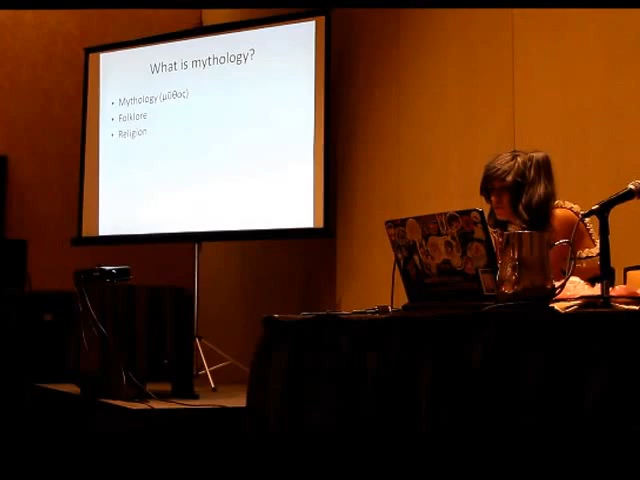 What is mythology?
• Mythology (μῦθος)
• Folklore
• Religion